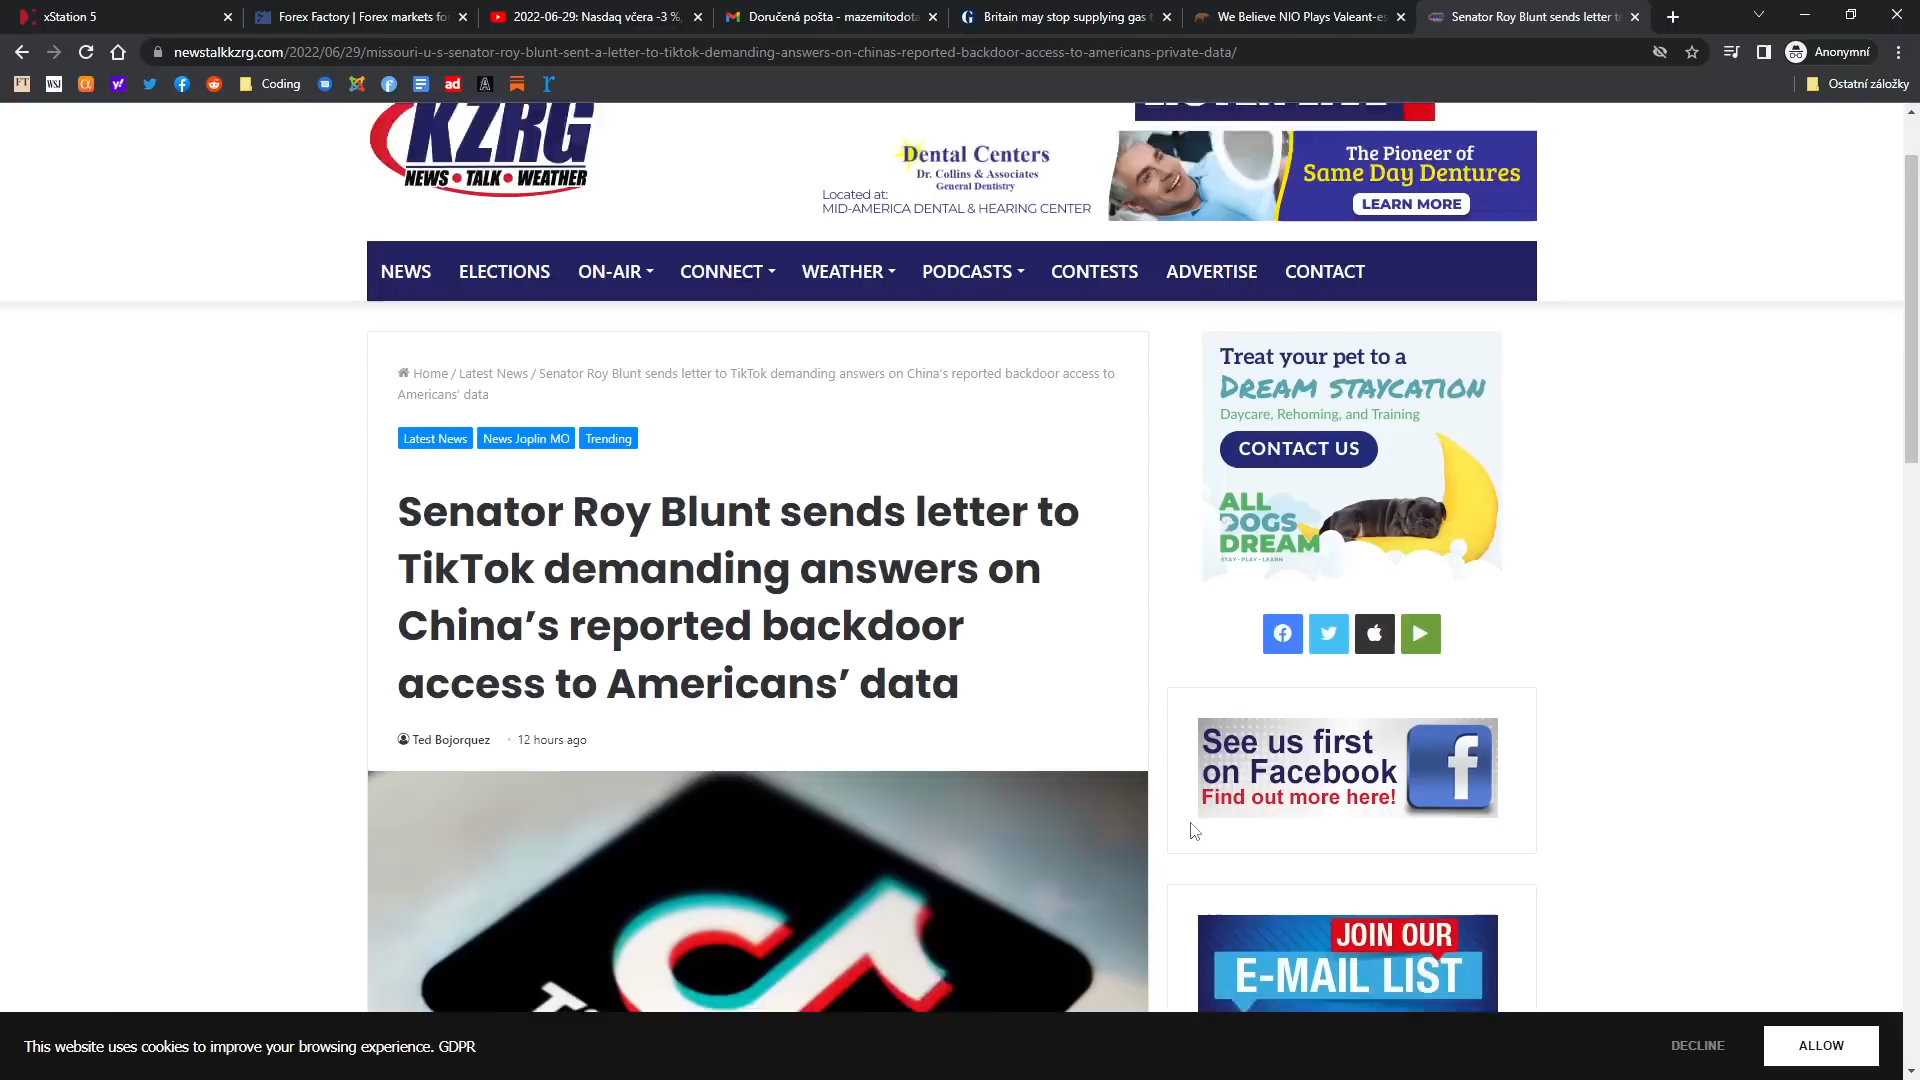 xStation 5
Forex Factory | Forex markets fo
2022-06-29: Nasdaq včera -3 %,
Doručená pošta - mazemitodota
Britain may stop supplying gas t
We Believe NIO Plays Valeant-es
Senator Roy Blunt sends letter t
newstalkkzrg.com/2022/06/29/missouri-u-s-senator-roy-blunt-sent-a-letter-to-tiktok-demanding-answers-on-chinas-reported-backdoor-access-to-americans-private-data/
Anonymní
FT
WSJ
Coding
ad
Ostatní záložky
KZRG
NEWS • TALK • WEATHER
Dental Centers
Dr. Collins & Associates
General Dentistry
Located at:
MID-AMERICA DENTAL & HEARING CENTER
The Pioneer of
Same Day Dentures
LEARN MORE
NEWS ELECTIONS ON-AIR CONNECT WEATHER PODCASTS CONTESTS ADVERTISE CONTACT
Home / Latest News / Senator Roy Blunt sends letter to TikTok demanding answers on China's reported backdoor access to
Americans' data
Latest News News Joplin MO Trending
Senator Roy Blunt sends letter to
TikTok demanding answers on
China’s reported backdoor
access to Americans’ data
Ted Bojorquez • 12 hours ago
Treat your pet to a
DREAM STAYCATION
Daycare, Rehoming, and Training
CONTACT US
ALL
DOGS
DREAM
STAY • PLAY • LEARN
See us first
on Facebook
Find out more here!
JOIN OUR
E-MAIL LIST
This website uses cookies to improve your browsing experience. GDPR
DECLINE
ALLOW